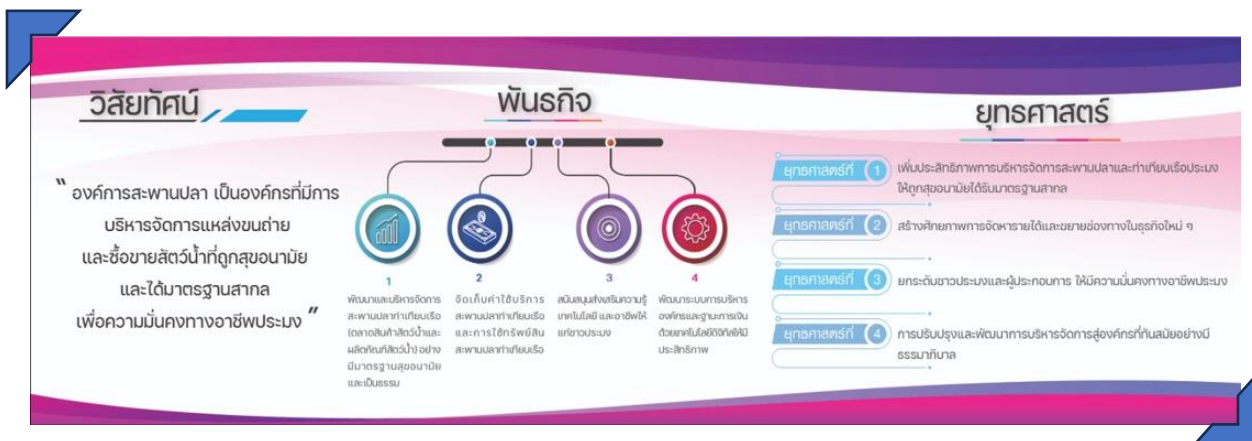 วิสัยทัศน์
“ องค์การสะพานปลา เป็นองค์กรที่มีการ
บริหารจัดการแหล่งขนถ่าย
และซื้อขายสัตว์น้ำที่ถูกสุขอนามัย
และได้มาตรฐานสากล
เพื่อความมั่นคงทางอาชีพประมง ”
พันธกิจ
1
พัฒนาและบริหารจัดการ
สะพานปลาท่าเทียบเรือ
(ตลาดสินค้าสัตว์น้ำและ
ผลิตภัณฑ์สัตว์น้ำ) อย่าง
มีมาตรฐานสุขอนามัย
และเป็นธรรม
2
จัดเก็บค่าใช้บริการ
สะพานปลาท่าเทียบเรือ
และการใช้ทรัพย์สิน
สะพานปลาท่าเทียบเรือ
3
สนับสนุนส่งเสริมความรู้
เทคโนโลยี และอาชีพให้
แก่ชาวประมง
4
พัฒนาระบบการบริหาร
องค์กรและฐานะการเงิน
ด้วยเทคโนโลยีดิจิทัลให้มี
ประสิทธิภาพ
ยุทธศาสตร์
ยุทธศาสตร์ที่ 1
เพิ่มประสิทธิภาพการบริหารจัดการสะพานปลาและท่าเทียบเรือประมง
ให้ถูกสุขอนามัยได้รับมาตรฐานสากล
ยุทธศาสตร์ที่ 2
สร้างศักยภาพการจัดหารายได้และขยายช่องทางในธุรกิจใหม่ ๆ
ยุทธศาสตร์ที่ 3
ยกระดับชาวประมงและผู้ประกอบการ ให้มีความมั่นคงทางอาชีพประมง
ยุทธศาสตร์ที่ 4
การปรับปรุงและพัฒนาการบริหารจัดการสู่องค์กรที่ทันสมัยอย่างมี
ธรรมาภิบาล